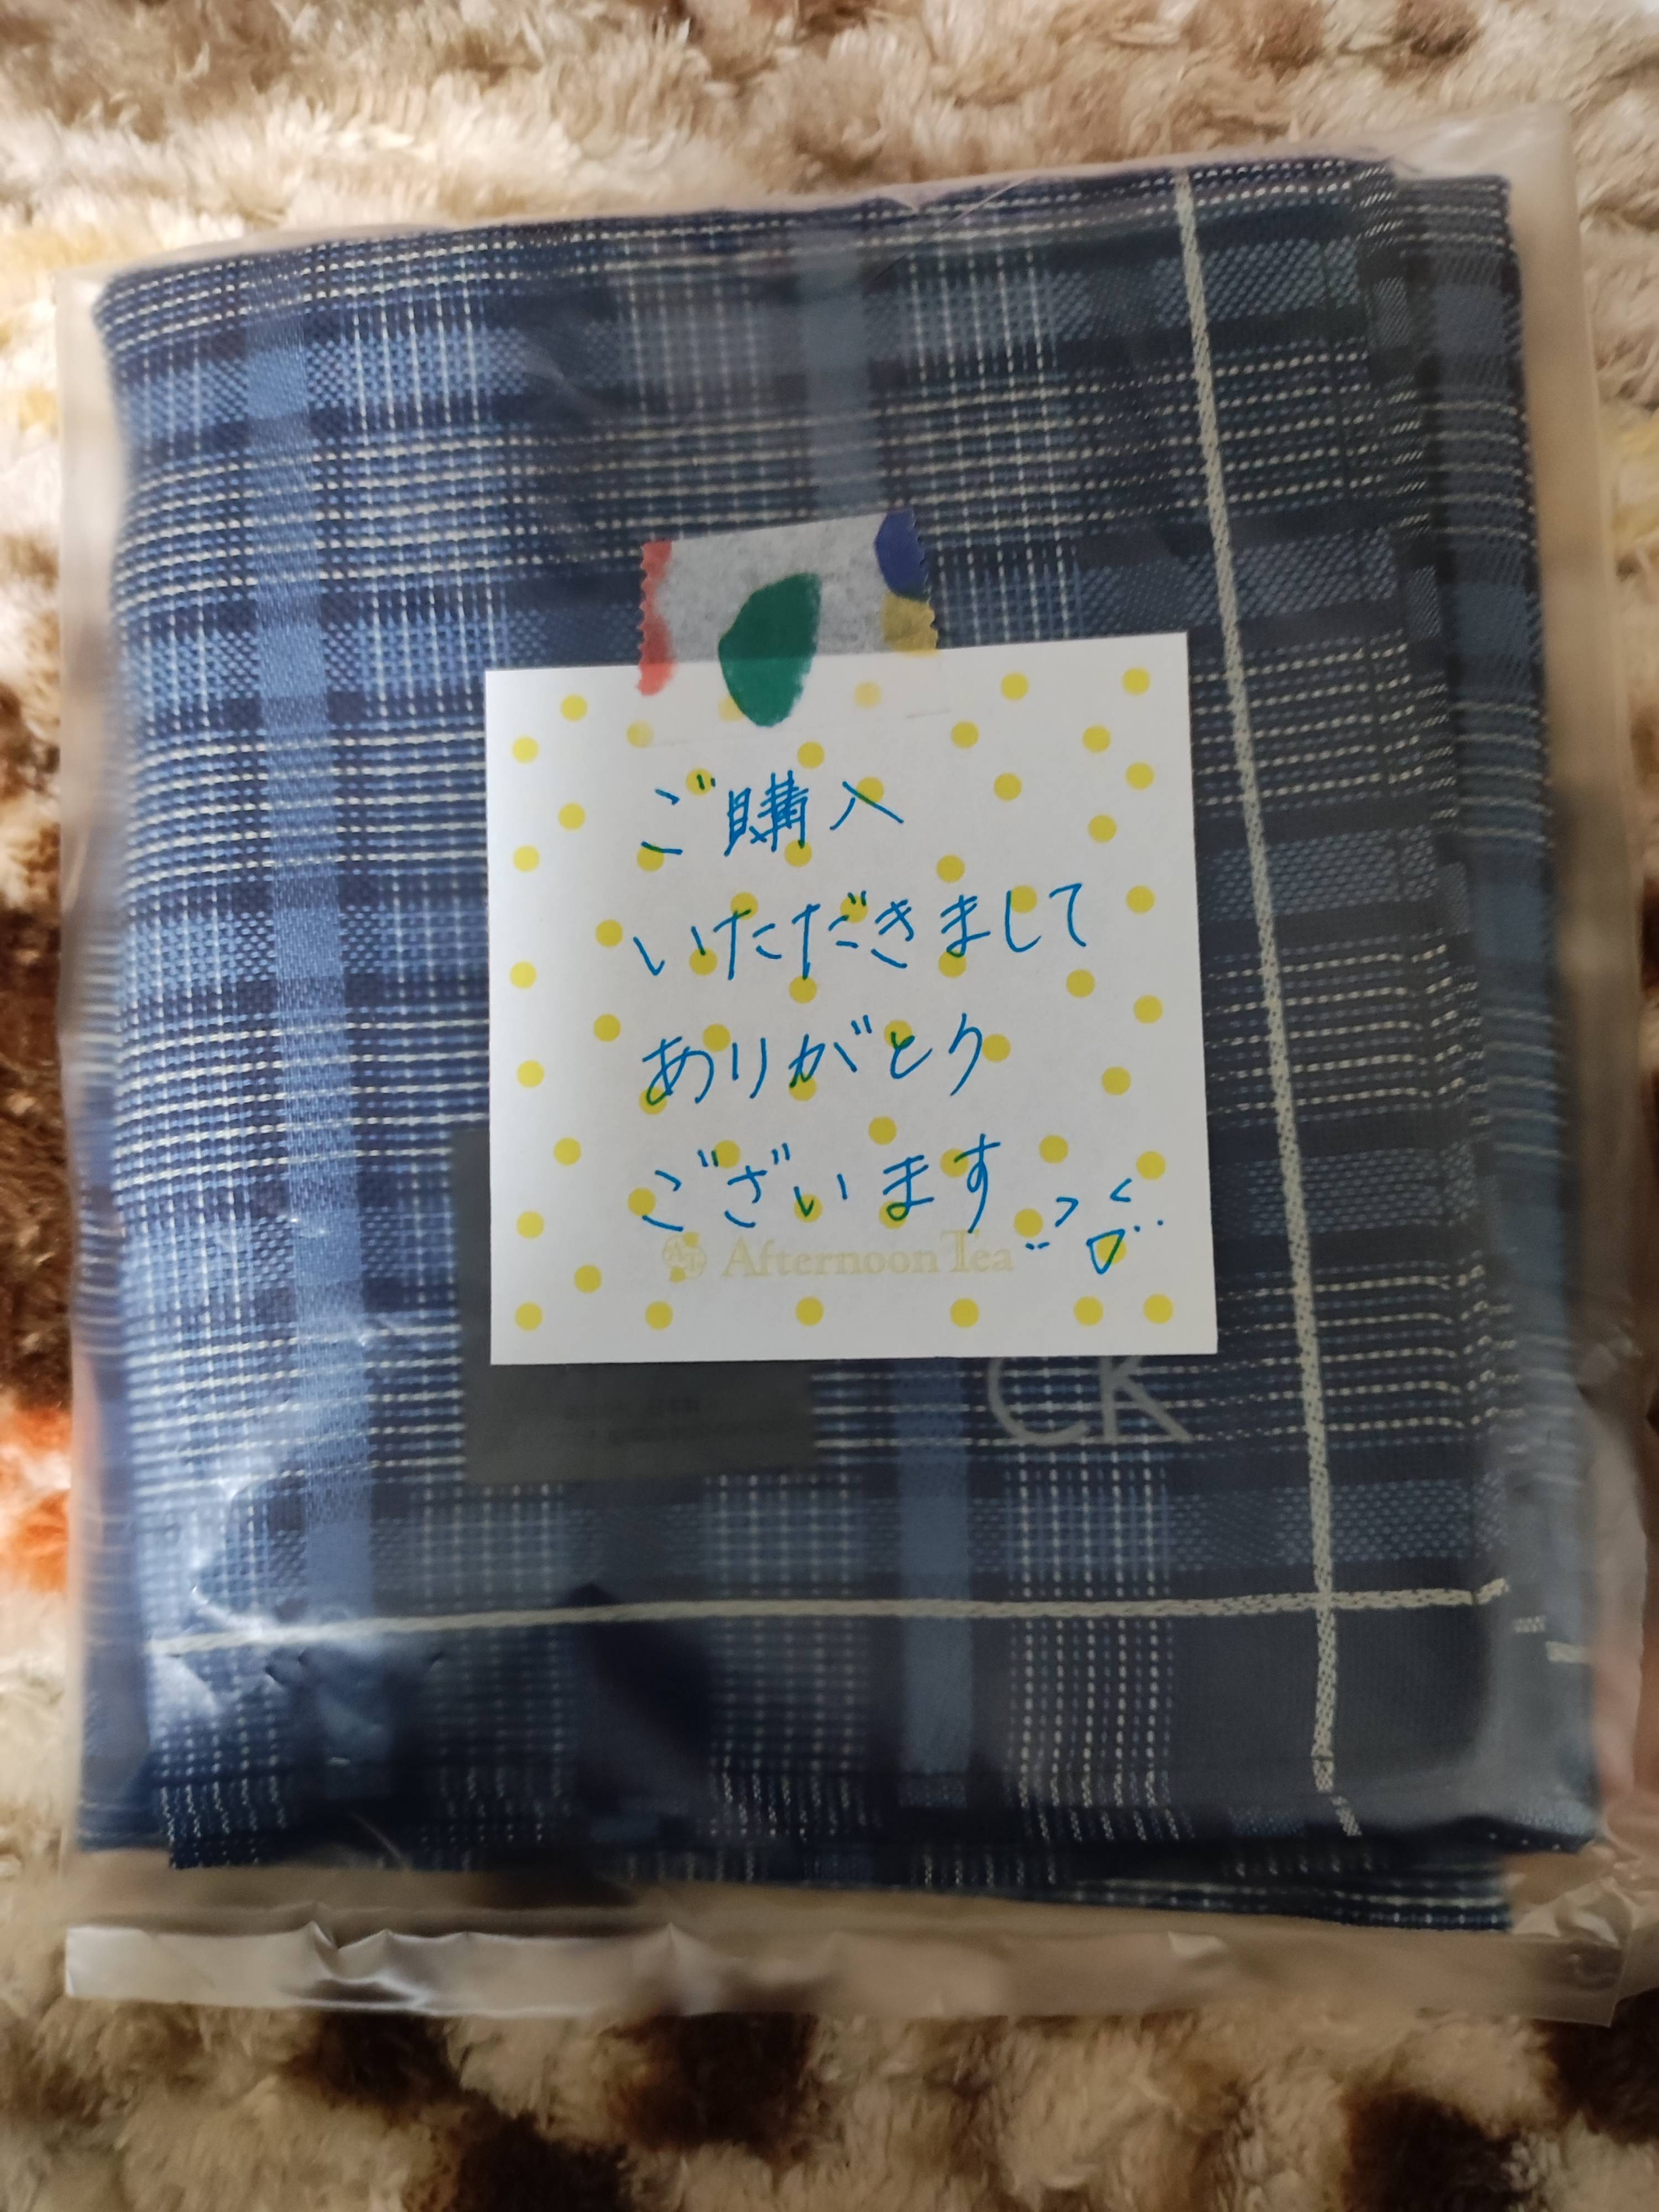 ご購入
いただきまして
ありがとう
ございます
Afternoon Tea
CK